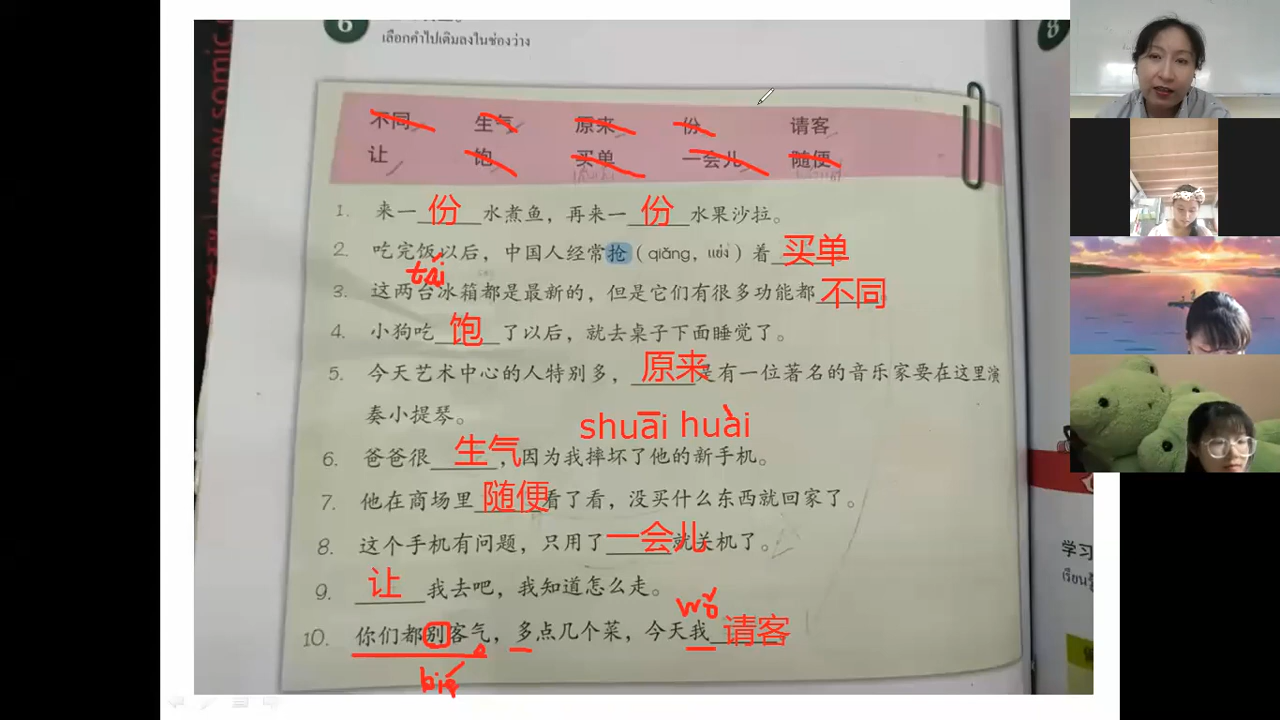 6
8
เลือกคำไปเติมลงในช่องว่าง
不同 生气 原来 份 请客
让 饱 买单 一会儿 随便
1. 来一份水煮鱼，再来一份水果沙拉。
2. 吃完饭以后，中国人经常抢（qiǎng, แย่ง）着买单
tái
3. 这两台冰箱都是最新的，但是它们有很多功能都不同。
4. 小狗吃饱了以后，就去桌子下面睡觉了。
5. 今天艺术中心的人特别多，原来是有一位著名的音乐家要在这里演
奏小提琴。
shuāi huài
6. 爸爸很生气，因为我摔坏了他的新手机。
7. 他在商场里随便看了看，没买什么东西就回家了。
8. 这个手机有问题，只用了一会儿就关机了。
9. 让我去吧，我知道怎么走。
wǒ
10. 你们都别客气，多点几个菜，今天我请客
bié
学习